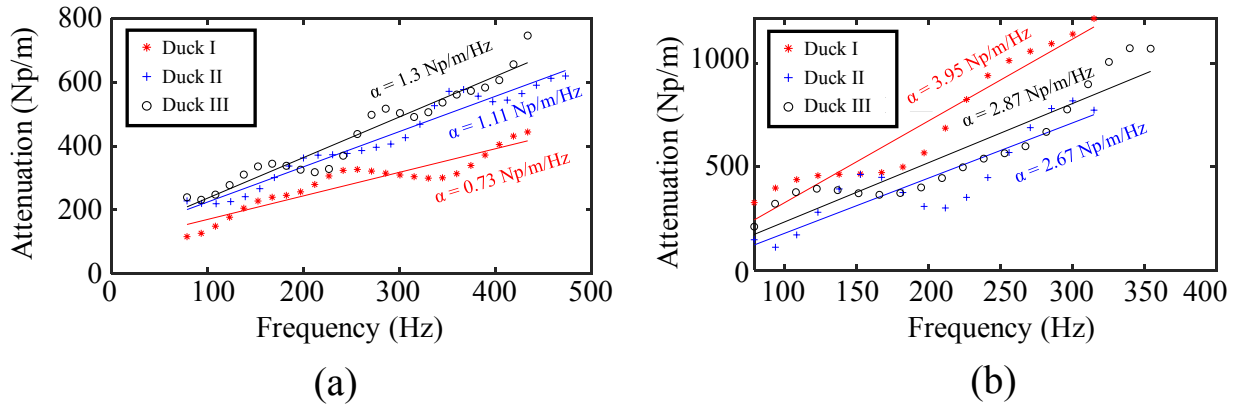 800
600
400
200
0
Attenuation (Np/m)
Duck I
Duck II
Duck III
α = 1.3 Np/m/Hz
α = 1.11 Np/m/Hz
α = 0.73 Np/m/Hz
0 100 200 300 400 500
Frequency (Hz)
(a)
1000
500
0
Attenuation (Np/m)
Duck I
Duck II
Duck III
α = 3.95 Np/m/Hz
α = 2.87 Np/m/Hz
α = 2.67 Np/m/Hz
100 150 200 250 300 350 400
Frequency (Hz)
(b)